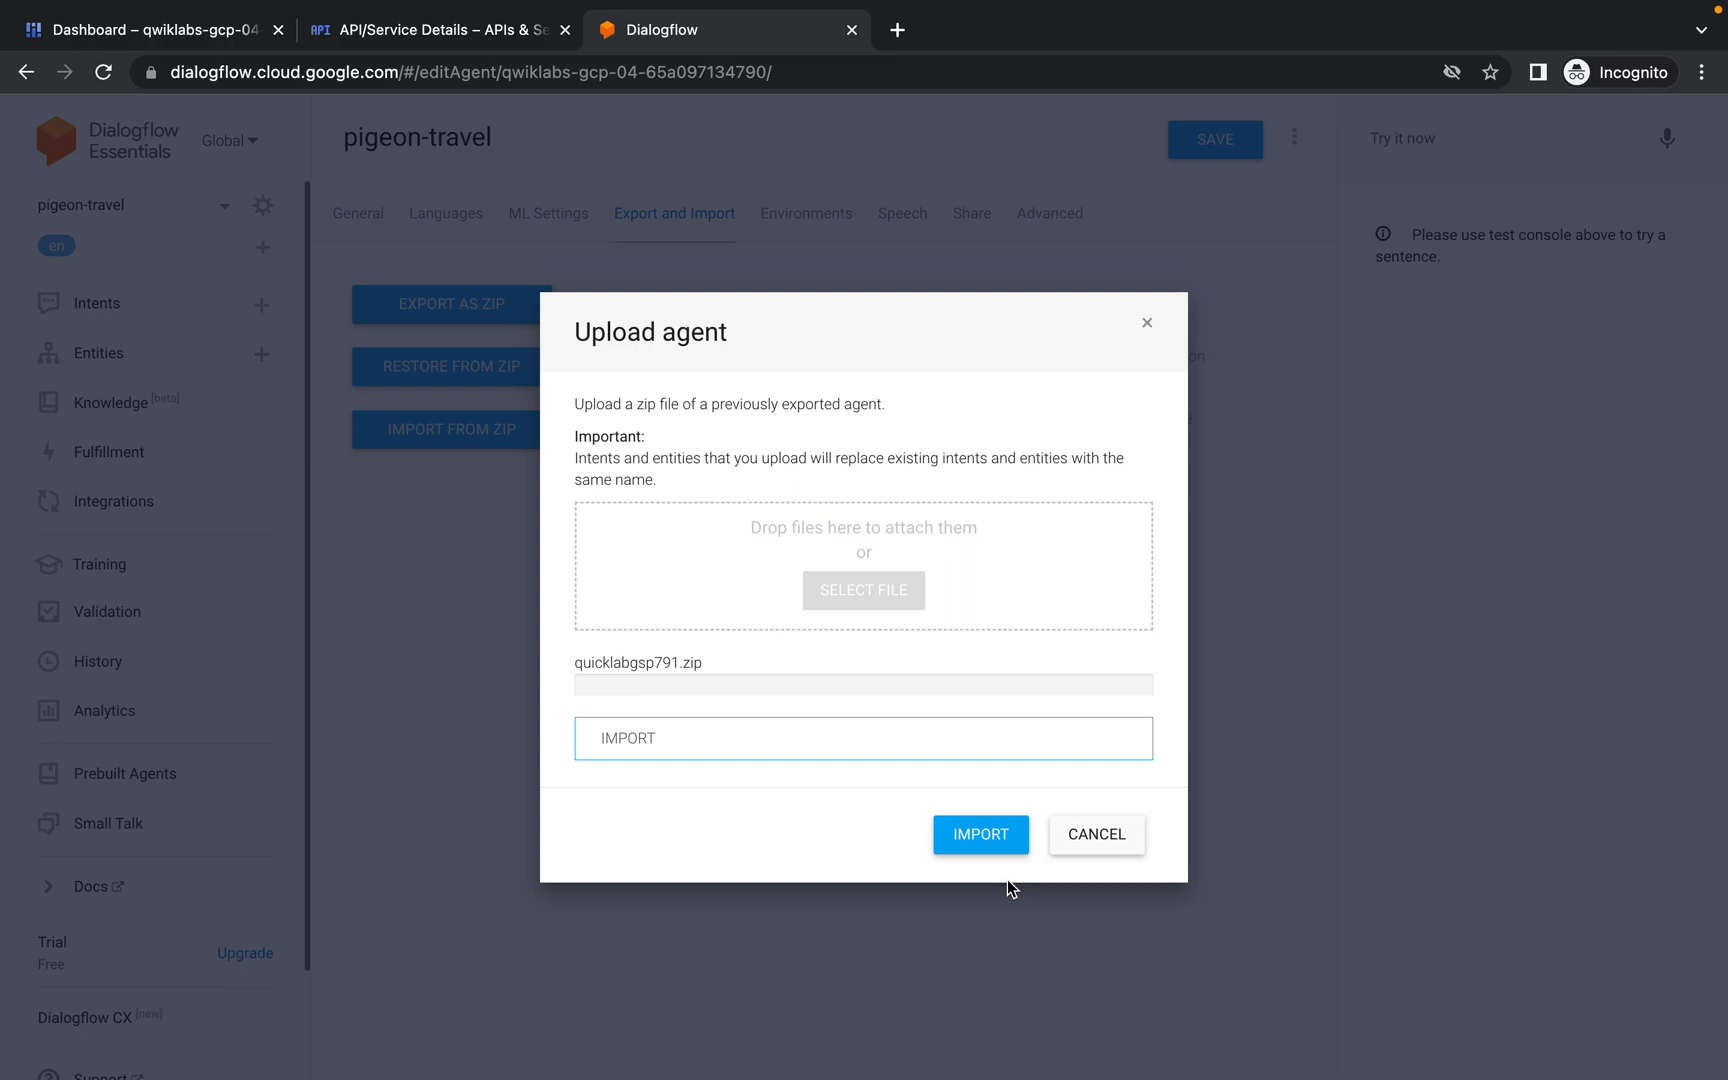 Dashboard – qwiklabs-gcp-04
API API/Service Details – APIs & Se
Dialogflow
dialogflow.cloud.google.com/#/editAgent/qwiklabs-gcp-04-65a097134790/
Incognito
Dialogflow
Essentials
Global
pigeon-travel
SAVE
Try it now
pigeon-travel
en
General Languages ML Settings Export and Import Environments Speech Share Advanced
Please use test console above to try a
sentence.
Intents
Entities
Knowledge [beta]
Fulfillment
Integrations
Training
Validation
History
Analytics
Prebuilt Agents
Small Talk
Docs
Trial
Free
Upgrade
Dialogflow CX [new]
Support
EXPORT AS ZIP
RESTORE FROM ZIP
IMPORT FROM ZIP
on
e
Upload agent
Upload a zip file of a previously exported agent.
Important:
Intents and entities that you upload will replace existing intents and entities with the
same name.
Drop files here to attach them
or
SELECT FILE
quicklabgsp791.zip
IMPORT
IMPORT
CANCEL